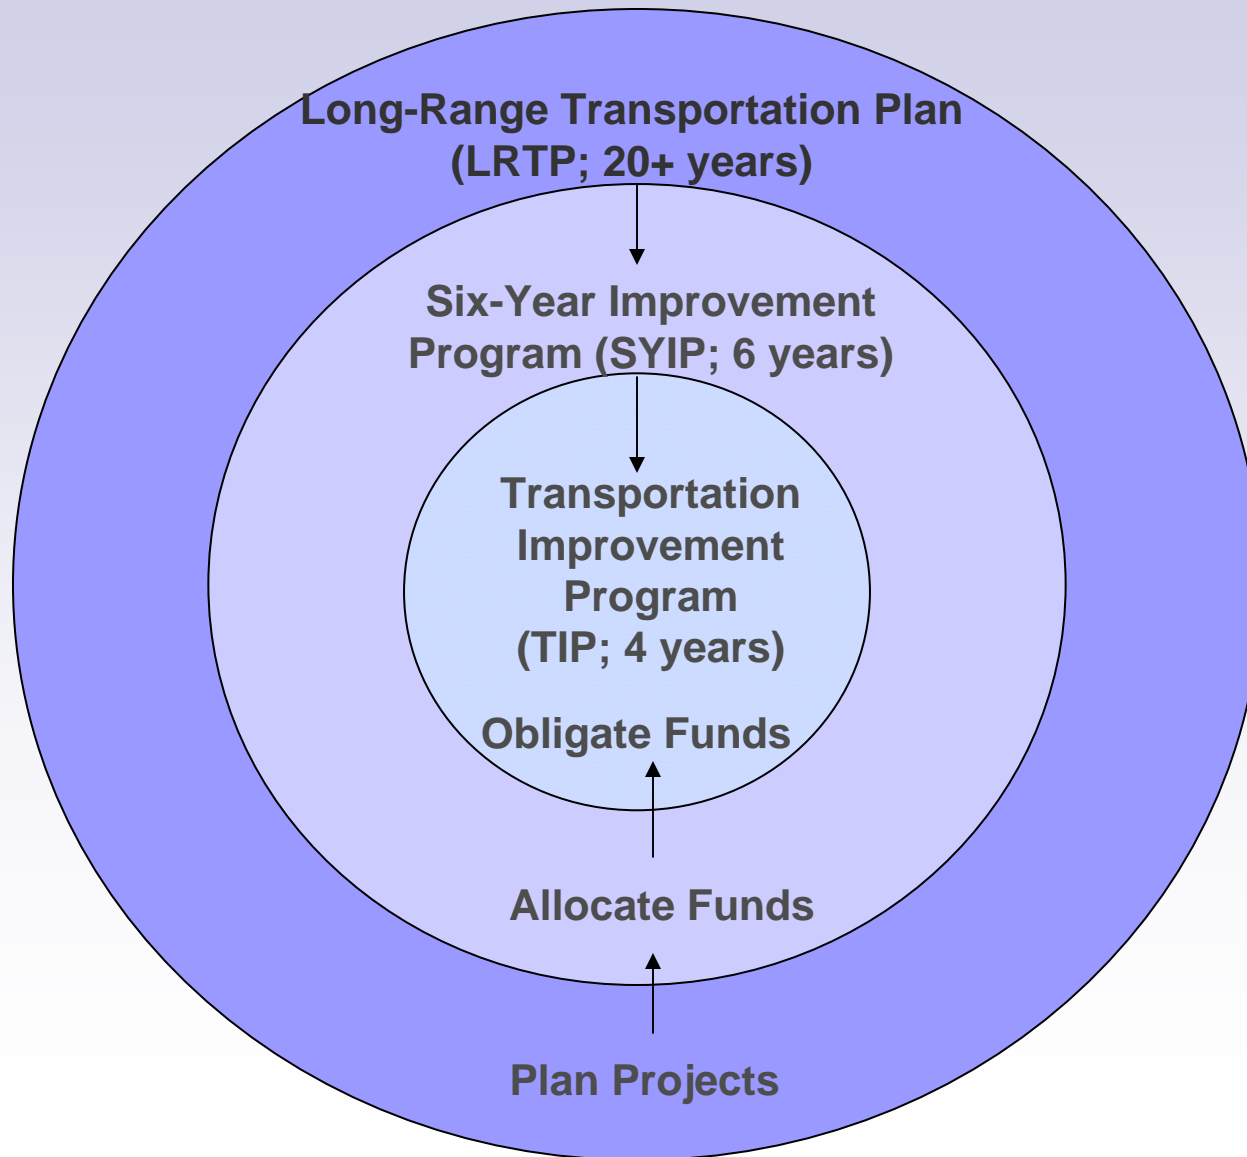 Long-Range Transportation Plan
(LRTP; 20+ years)
Six-Year Improvement
Program (SYIP; 6 years)
Transportation
Improvement
Program
(TIP; 4 years)
Obligate Funds
Allocate Funds
Plan Projects